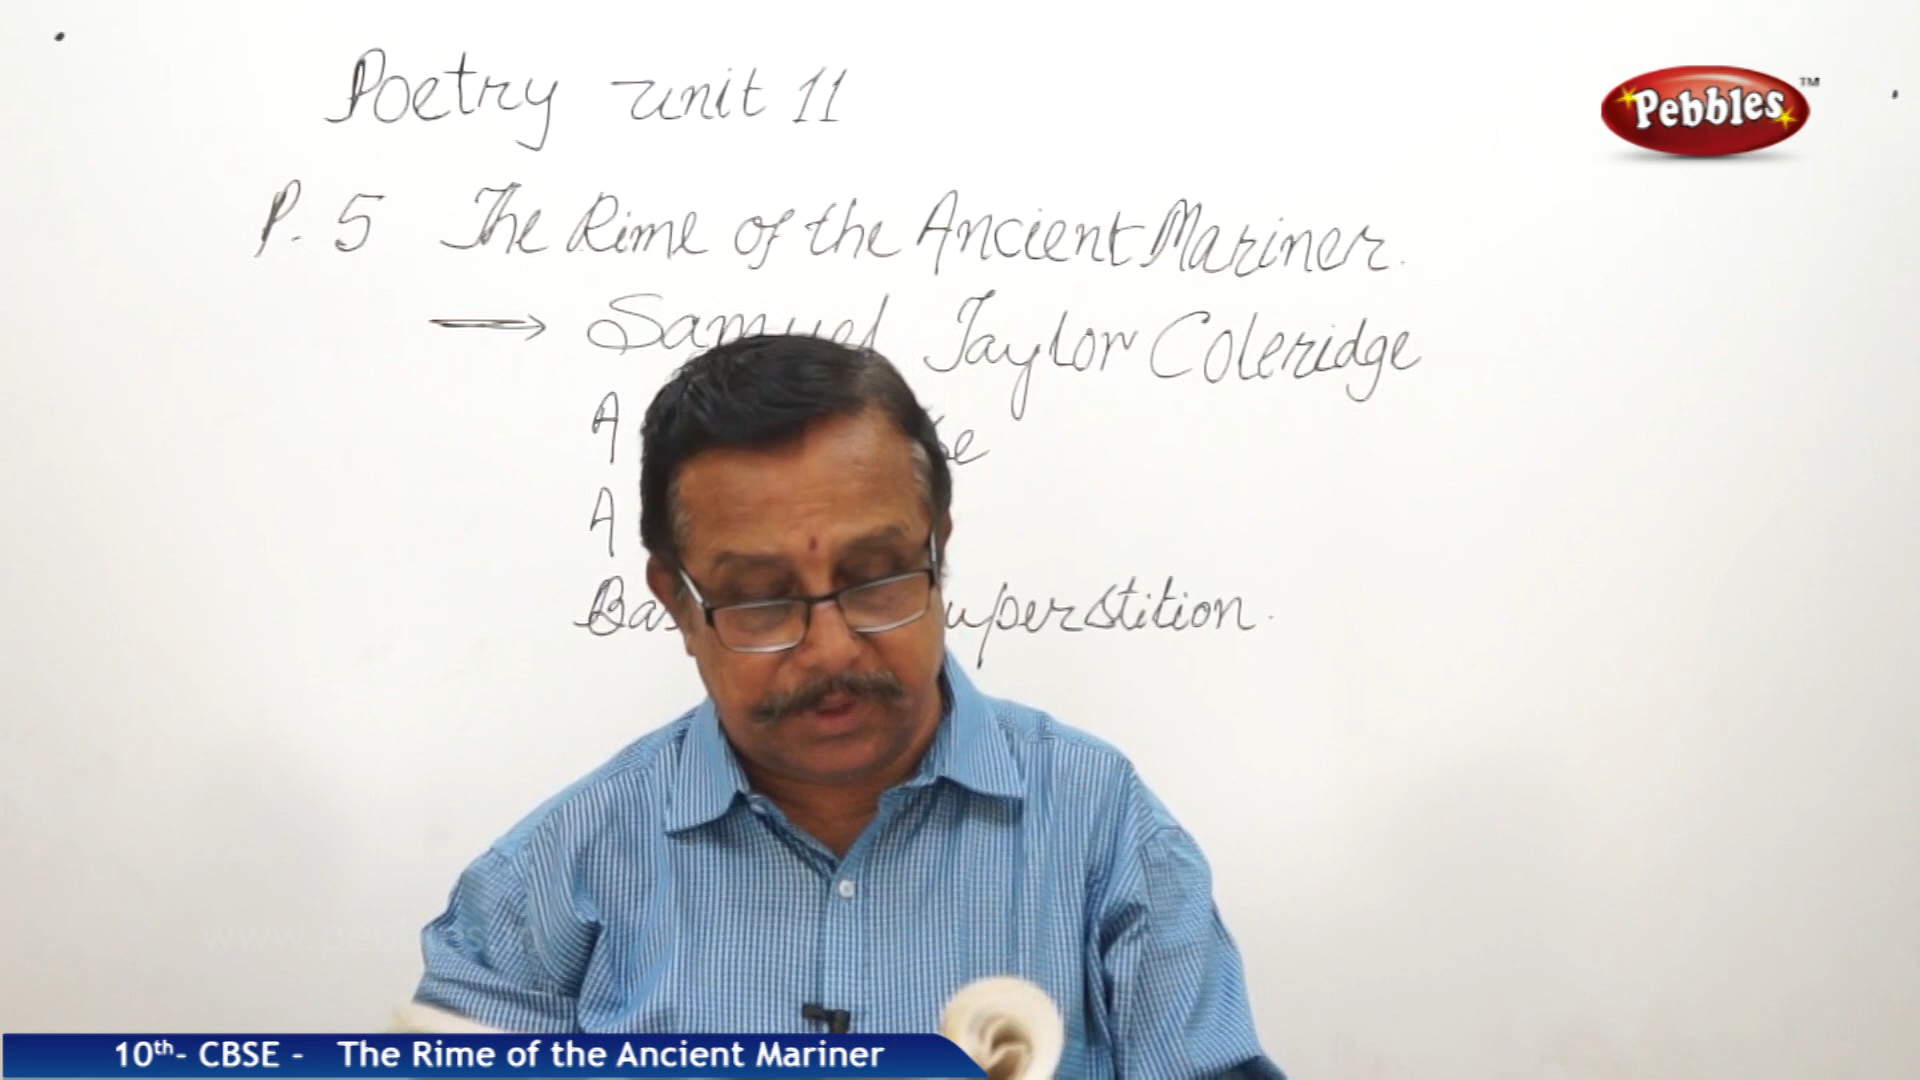 Poetry unit 11
Pebbles TM
P. 5 The Rime of the Ancient Mariner.
Samuel Taylor Coleridge
A
A
10th- CBSE - The Rime of the Ancient Mariner